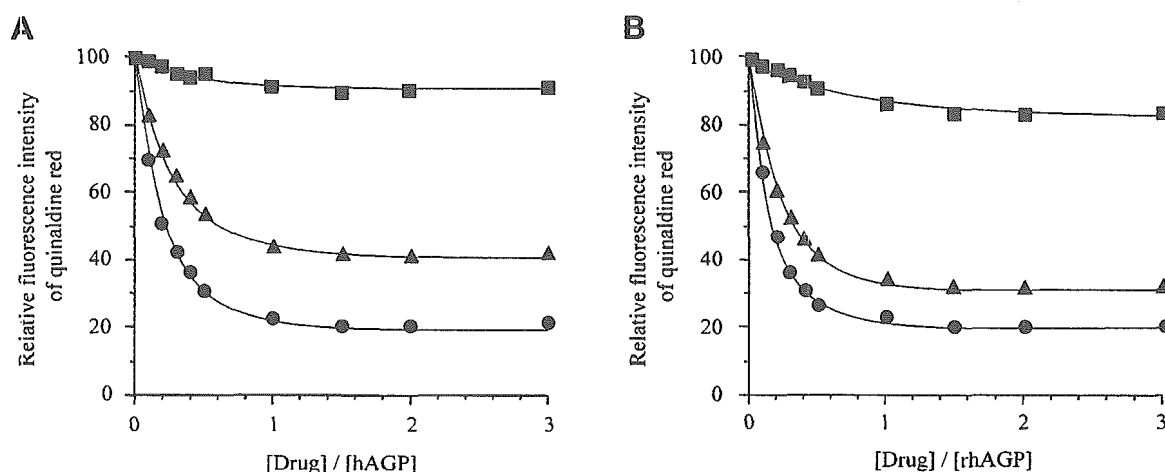 A
Relative fluorescence intensity
of quinaldine red
100
80
60
40
20
0
0
1
2
3
[Drug] / [hAGP]
B
Relative fluorescence intensity
of quinaldine red
100
80
60
40
20
0
0
1
2
3
[Drug] / [rhAGP]